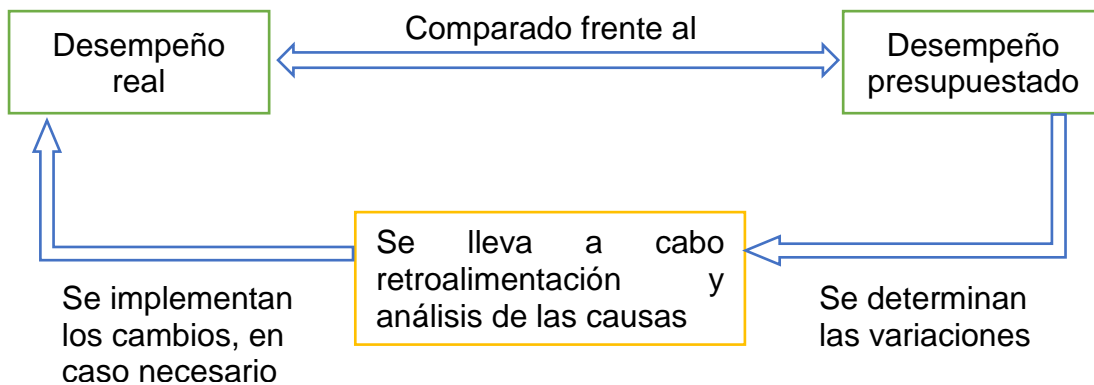 Desempeño
real
Comparado frente al
Desempeño
presupuestado
Se lleva a cabo
retroalimentación y
análisis de las causas
Se implementan
los cambios, en
caso necesario
Se determinan
las variaciones